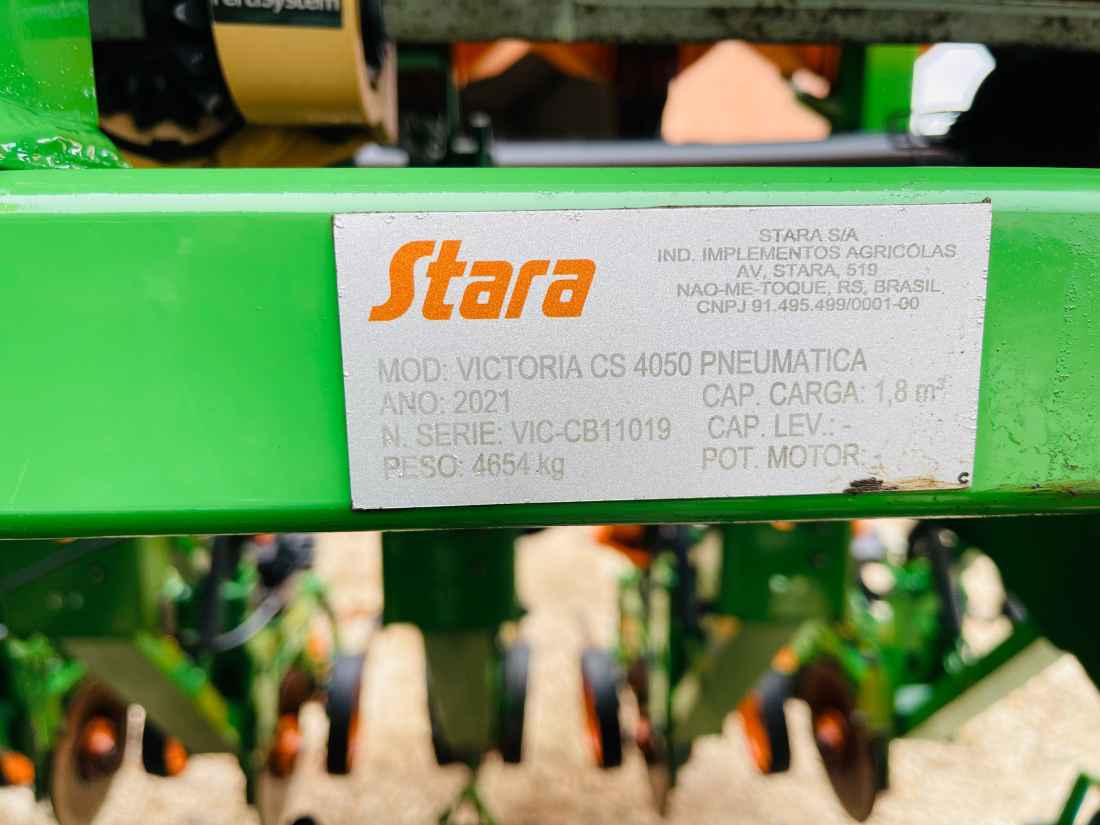 FertiSystem
Stara
STARA S/A
IND. IMPLEMENTOS AGRICOLAS
AV, STARA, 519
NAO-ME-TOQUE, RS, BRASIL
CNPJ 91.495.499/0001-00
MOD: VICTORIA CS 4050 PNEUMATICA
ANO: 2021
CAP. CARGA: 1,8 m³
N. SERIE: VIC-CB11019
CAP. LEV.: -
PESO: 4654 kg
POT. MOTOR: -
C